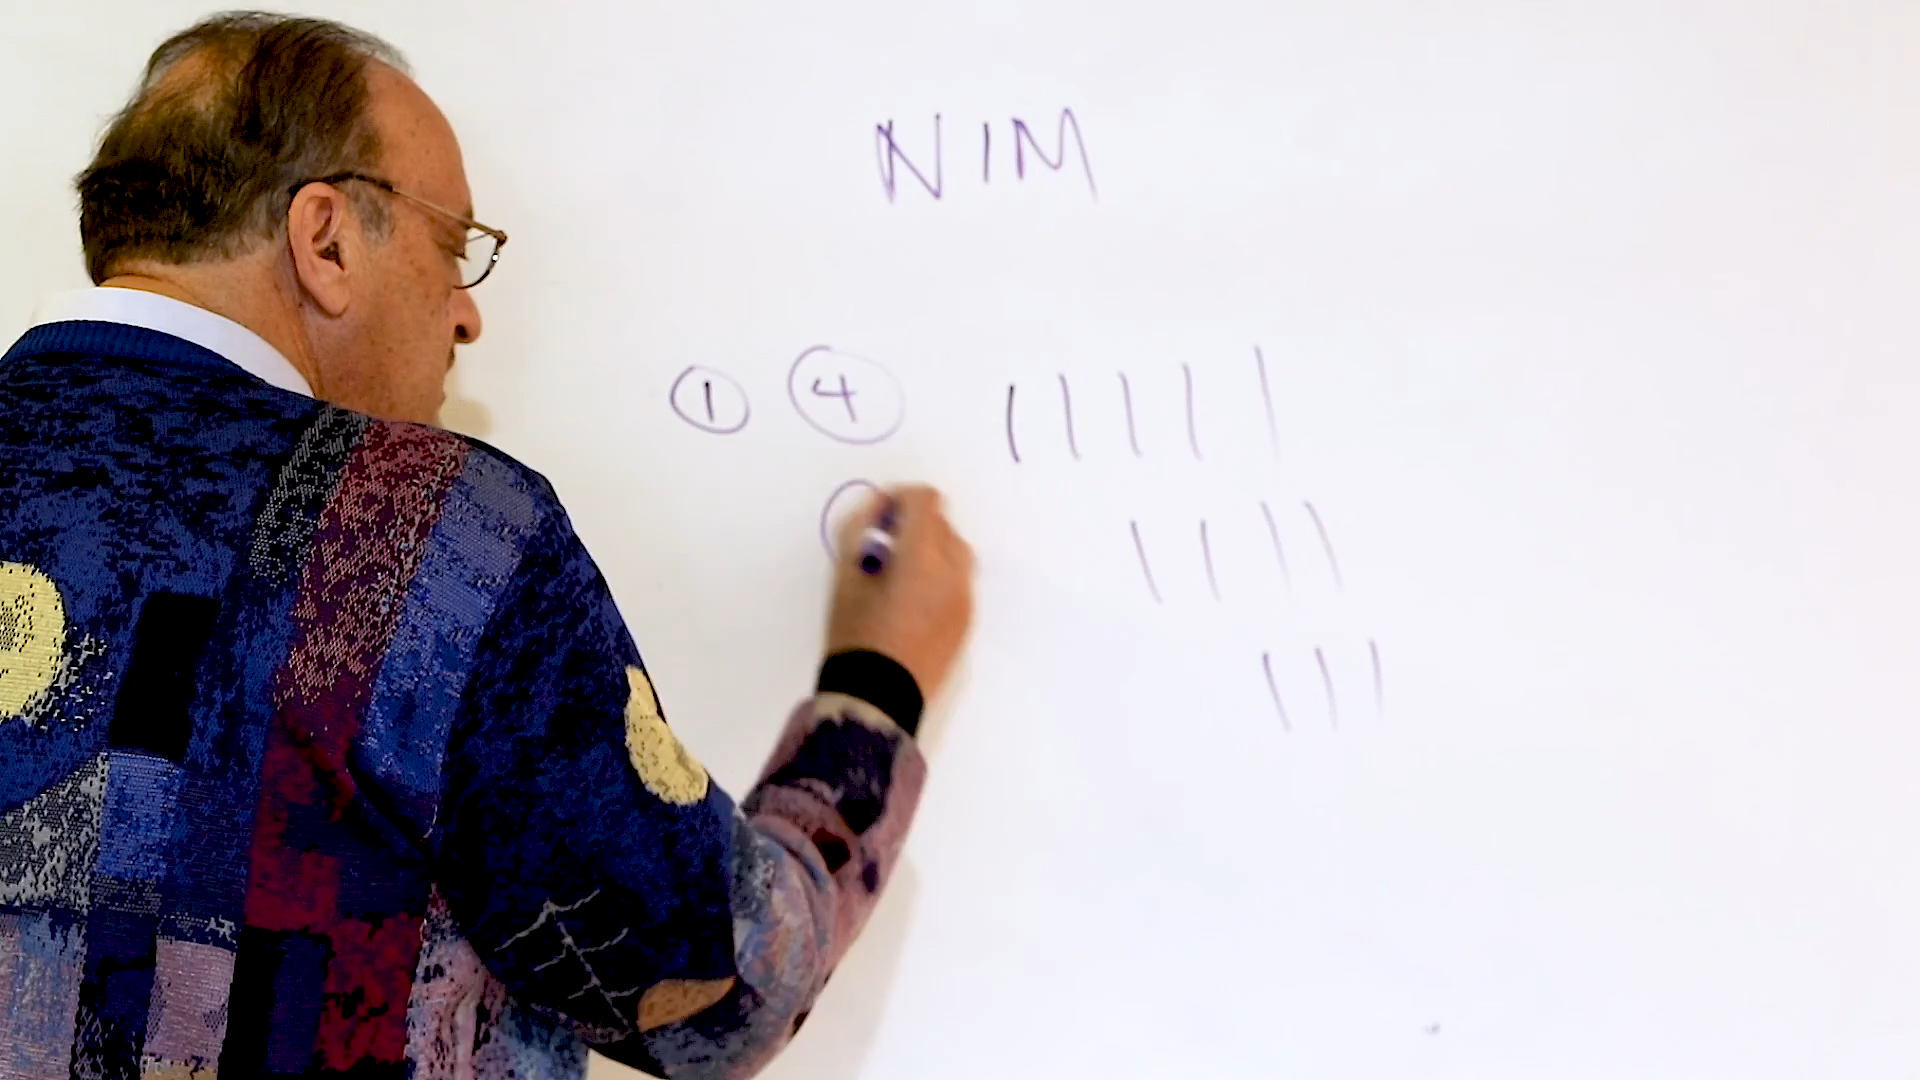 NIM
① ④ | | | | |
| | | |
| | |